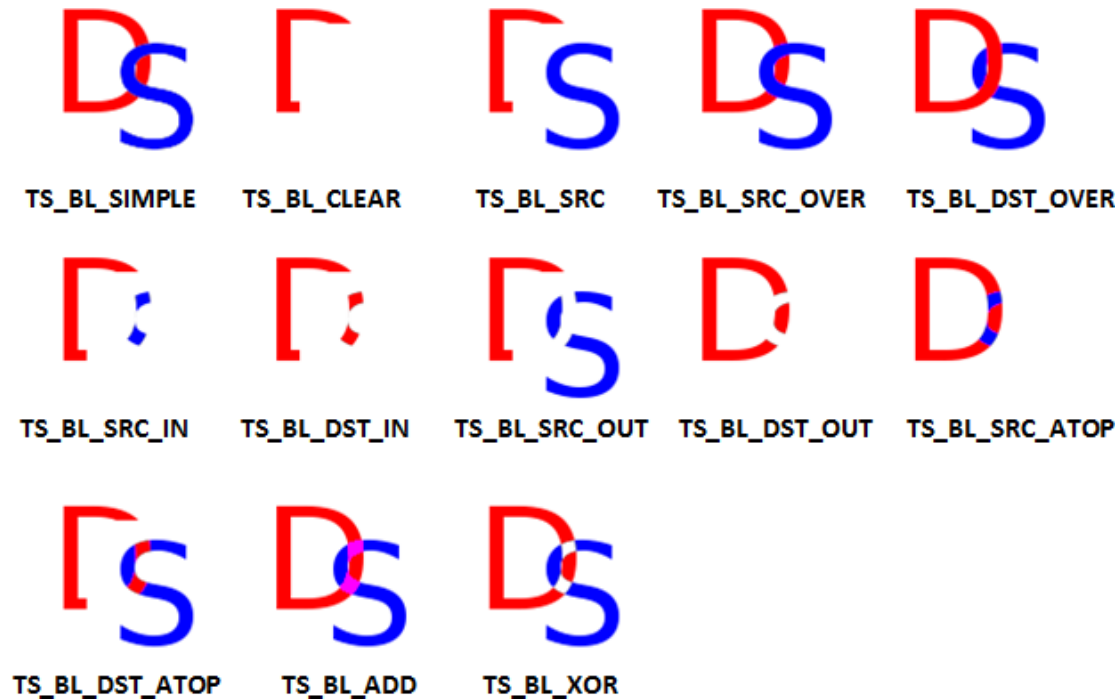 D S D D S D S D S
TS_BL_SIMPLE TS_BL_CLEAR TS_BL_SRC TS_BL_SRC_OVER TS_BL_DST_OVER
D D D S D D
TS_BL_SRC_IN TS_BL_DST_IN TS_BL_SRC_OUT TS_BL_DST_OUT TS_BL_SRC_ATOP
D S D S D S
TS_BL_DST_ATOP TS_BL_ADD TS_BL_XOR